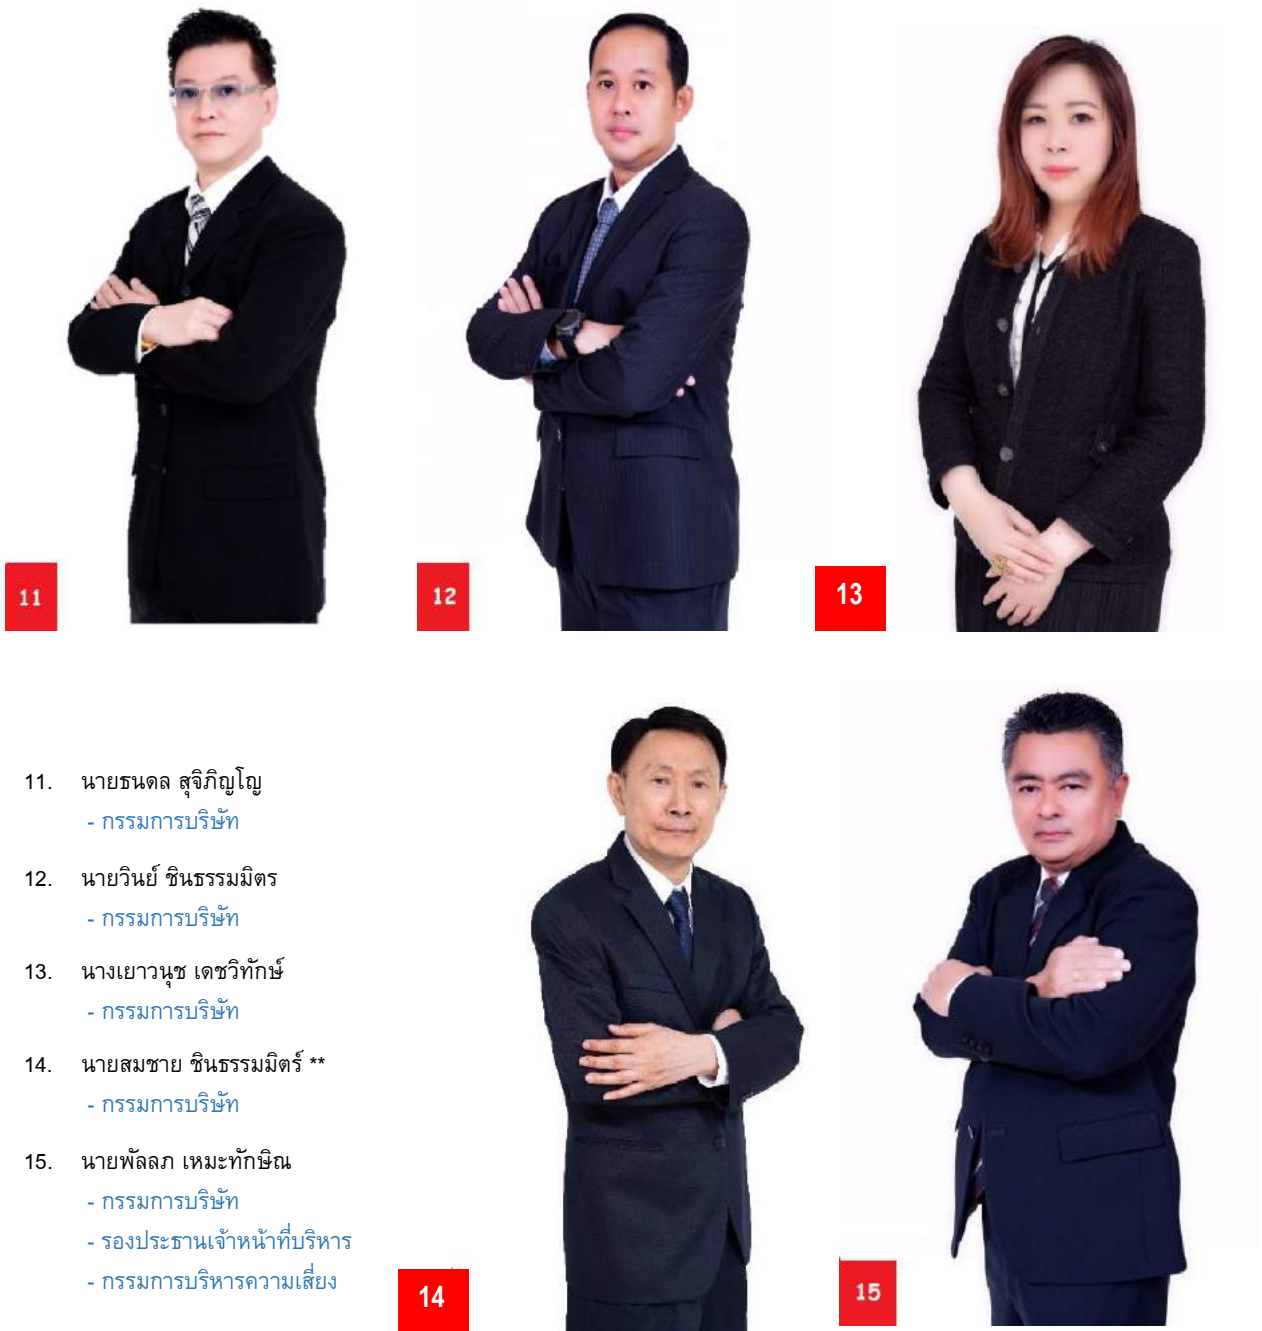 11
12
13
11. นายธนดล สุจิภิญโญ
- กรรมการบริษัท
12. นายวินย์ ชินธรรมมิตร
- กรรมการบริษัท
13. นางเยาวนุช เดชวิทักษ์
- กรรมการบริษัท
14. นายสมชาย ชินธรรมมิตร์ **
- กรรมการบริษัท
15. นายพัลลภ เหมะทักษิณ
- กรรมการบริษัท
- รองประธานเจ้าหน้าที่บริหาร
- กรรมการบริหารความเสี่ยง
14
15